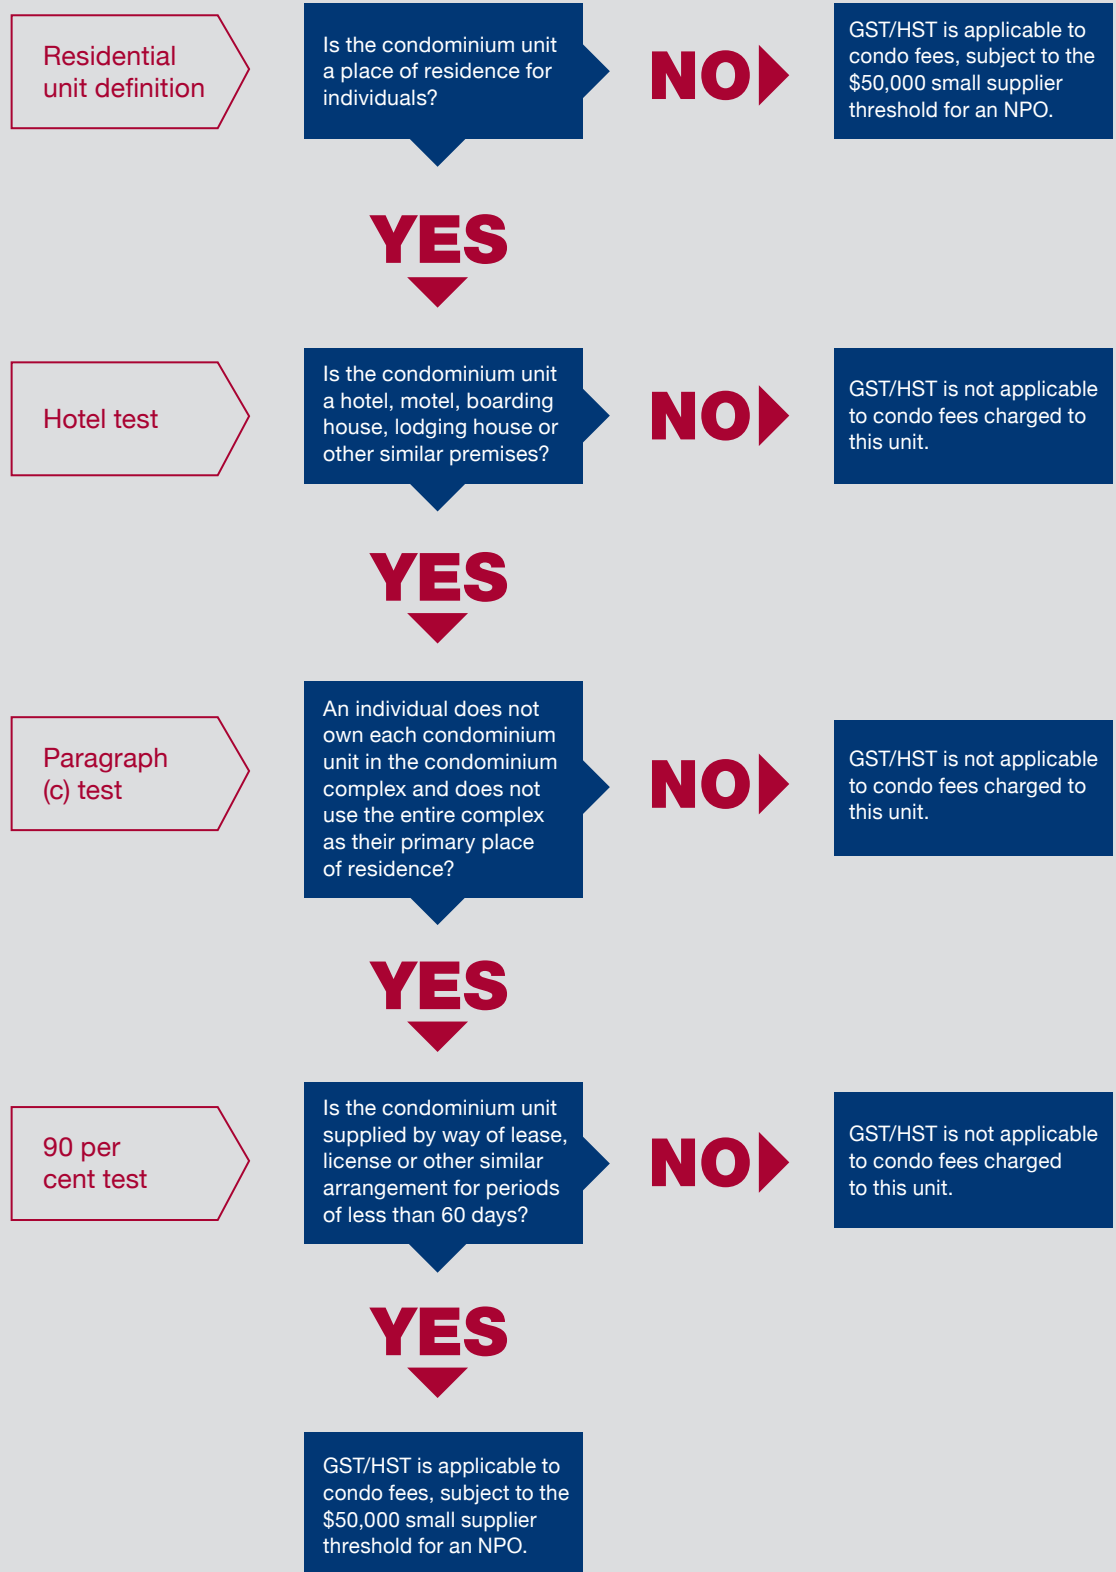 Residential
unit definition
Is the condominium unit
a place of residence for
individuals?
NO
GST/HST is applicable to
condo fees, subject to the
$50,000 small supplier
threshold for an NPO.
YES
Hotel test
Is the condominium unit
a hotel, motel, boarding
house, lodging house or
other similar premises?
NO
GST/HST is not applicable
to condo fees charged to
this unit.
YES
Paragraph
(c) test
An individual does not
own each condominium
unit in the condominium
complex and does not
use the entire complex
as their primary place
of residence?
NO
GST/HST is not applicable
to condo fees charged to
this unit.
YES
90 per
cent test
Is the condominium unit
supplied by way of lease,
license or other similar
arrangement for periods
of less than 60 days?
NO
GST/HST is not applicable
to condo fees charged
to this unit.
YES
GST/HST is applicable to
condo fees, subject to the
$50,000 small supplier
threshold for an NPO.